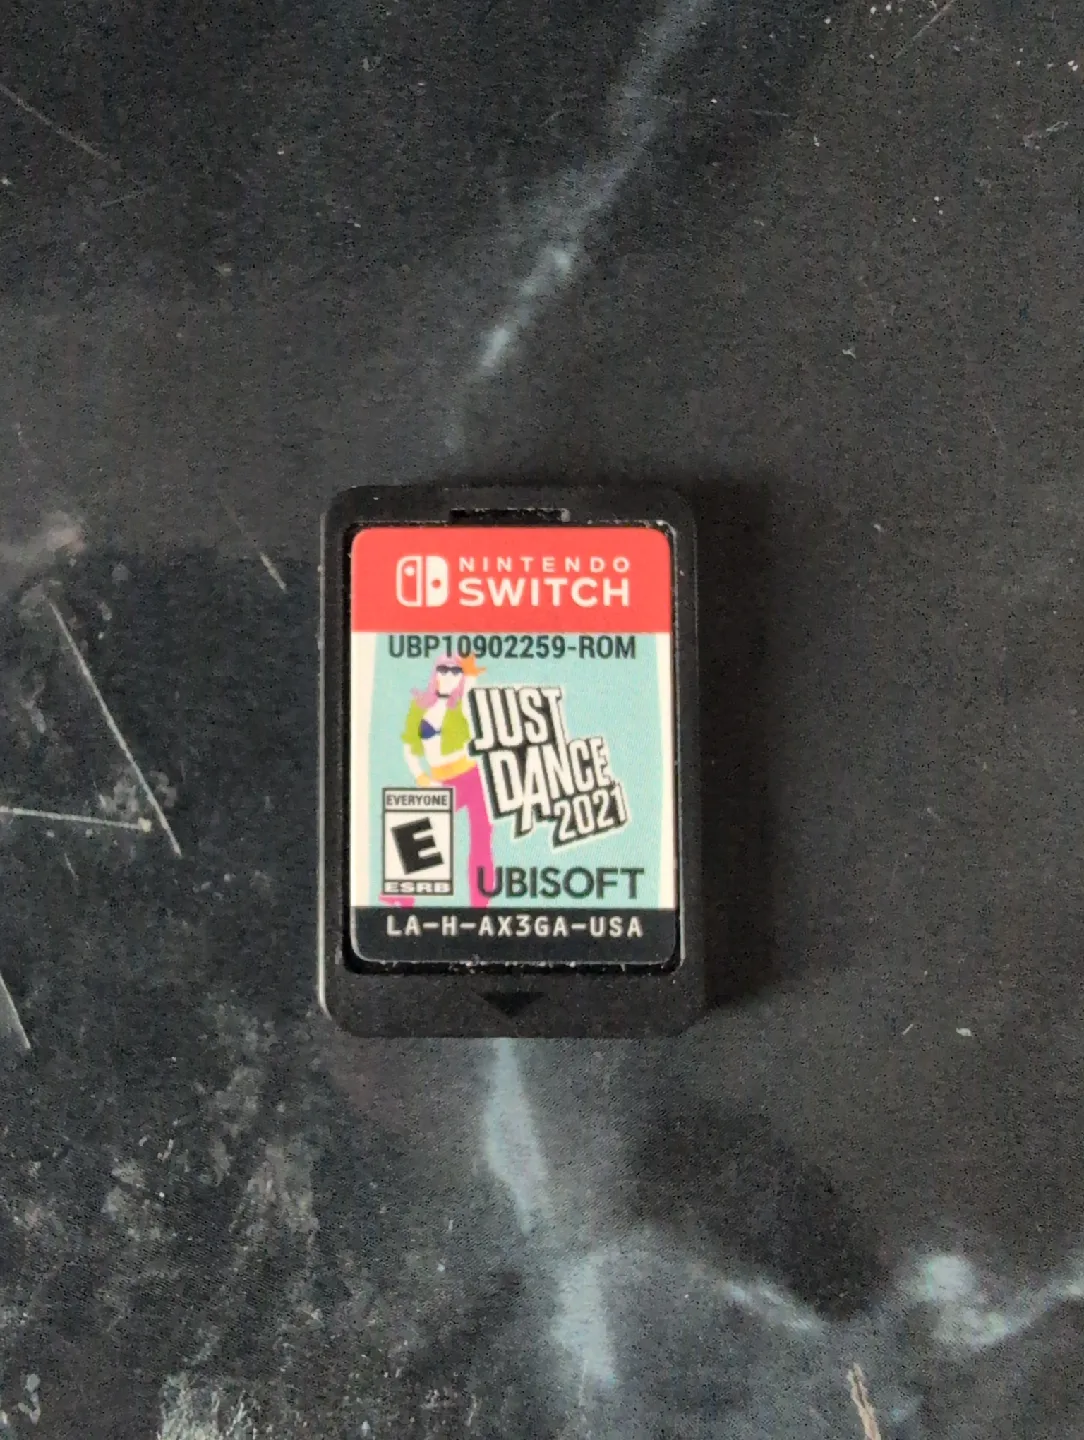 NINTENDO
SWITCH
UBP10902259-ROM
JUST
DANCE
2021
EVERYONE
E
ESRB
UBISOFT
LA-H-AX3GA-USA